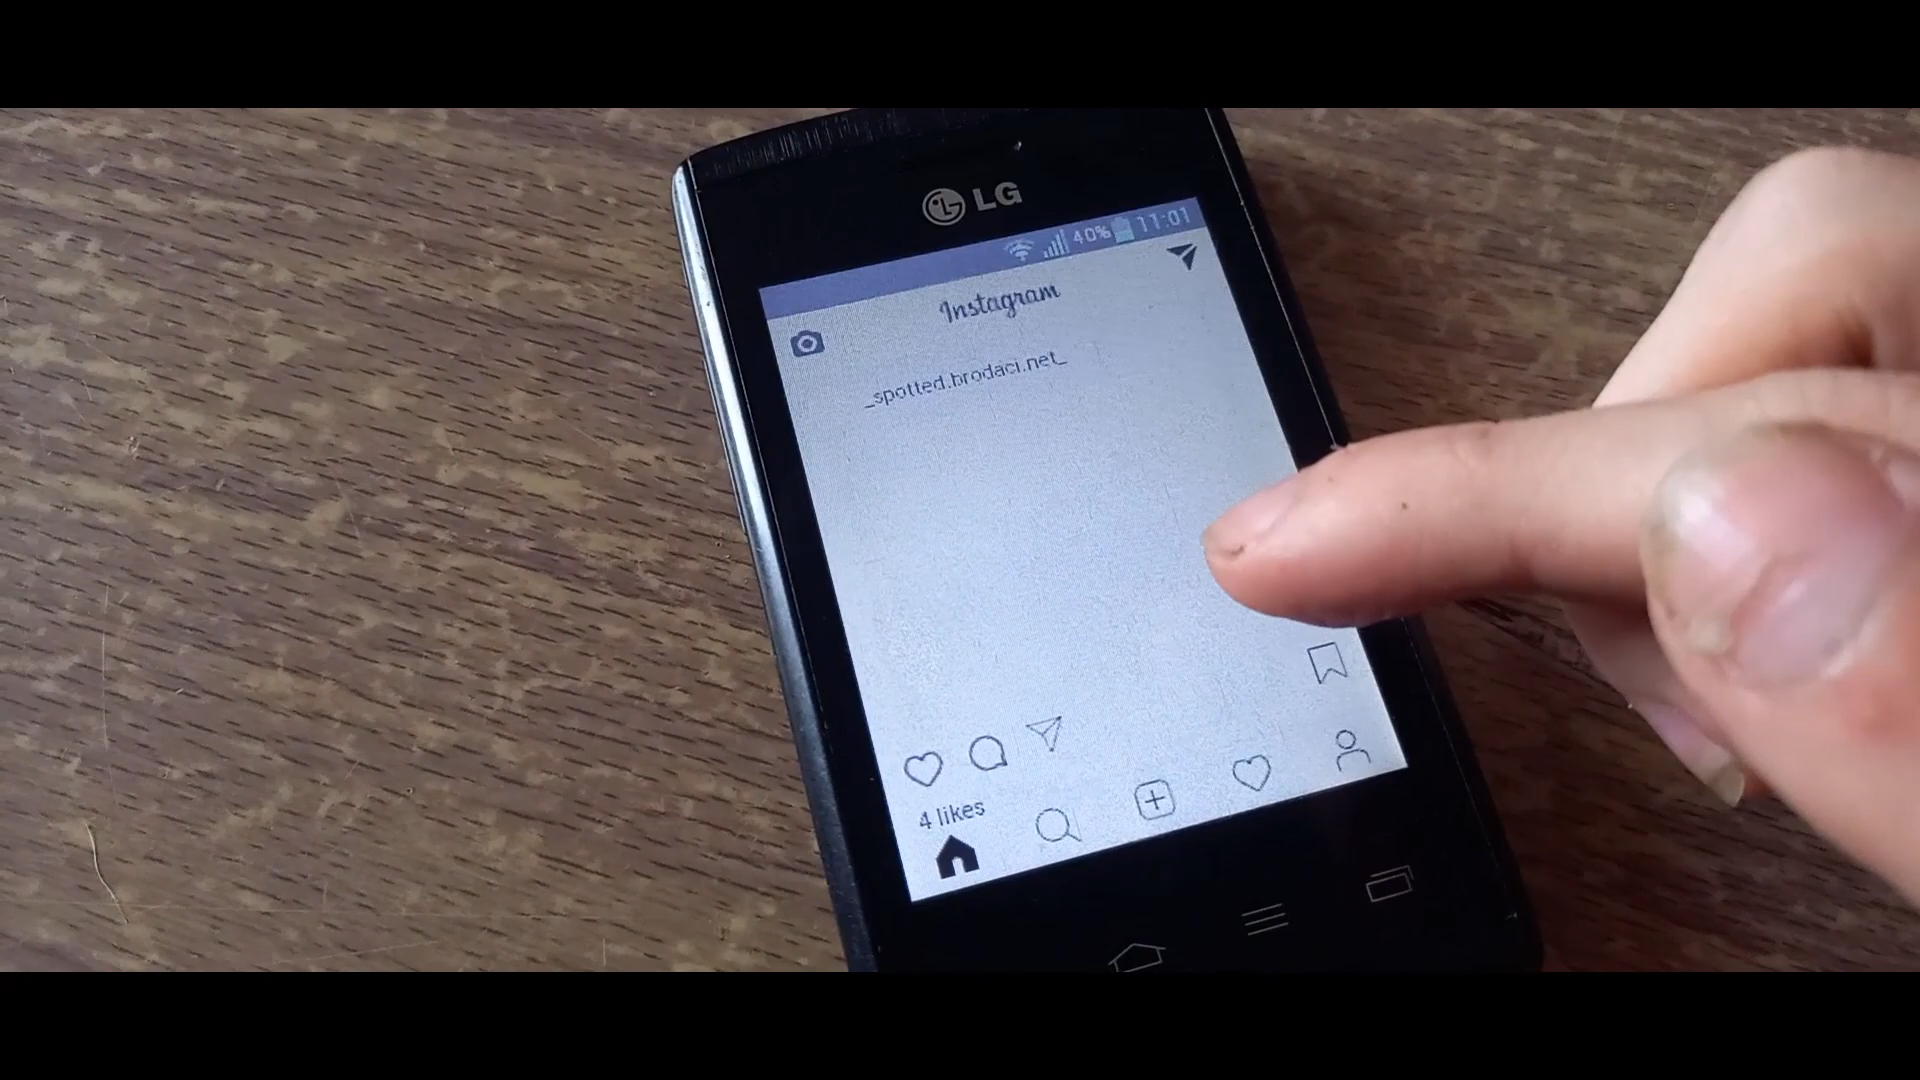 LG
40% 11:01
Instagram
_spotted.brodaci.net_
4 likes